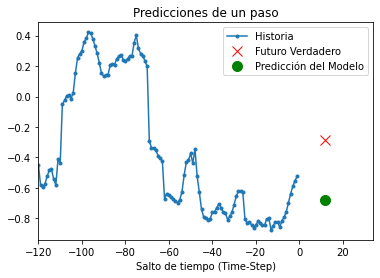 Predicciones de un paso
Historia
Futuro Verdadero
Predicción del Modelo
0.4
0.2
0.0
−0.2
−0.4
−0.6
−0.8
−120 −100 −80 −60 −40 −20 0 20
Salto de tiempo (Time-Step)